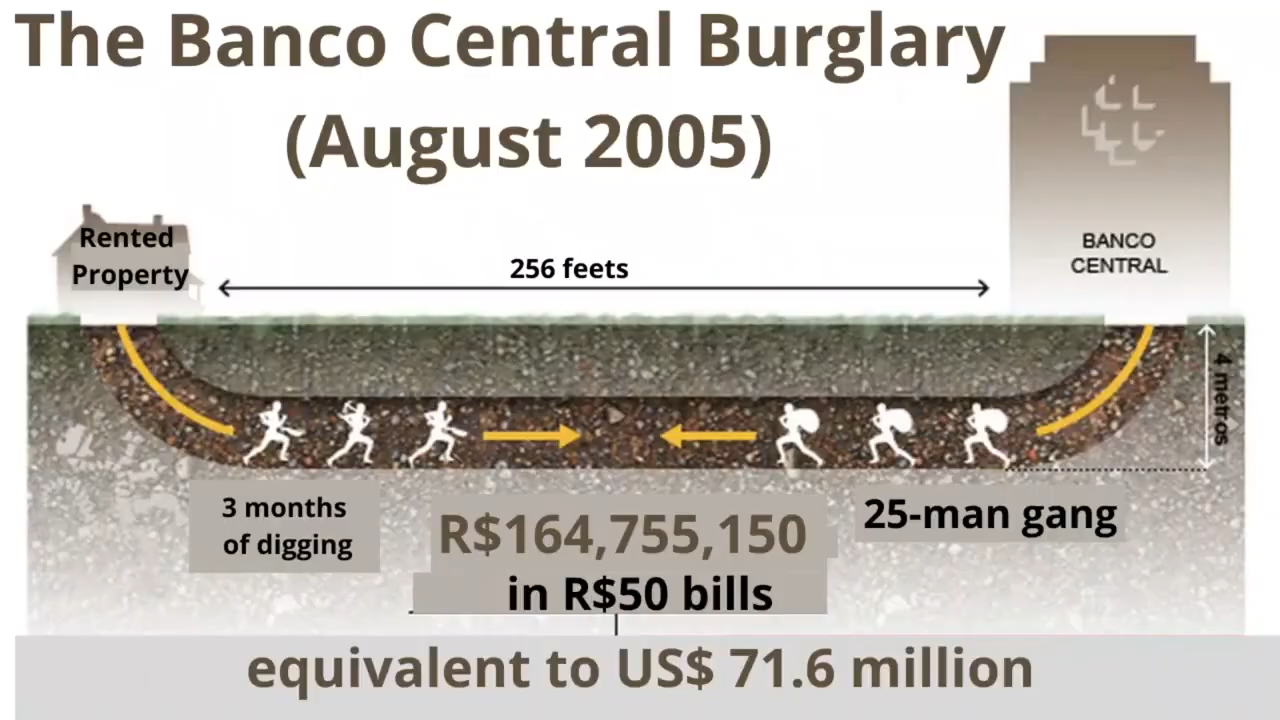 The Banco Central Burglary
(August 2005)
Rented
Property
256 feets
BANCO
CENTRAL
4 metros
3 months
of digging
R$164,755,150
in R$50 bills
25-man gang
equivalent to US$ 71.6 million